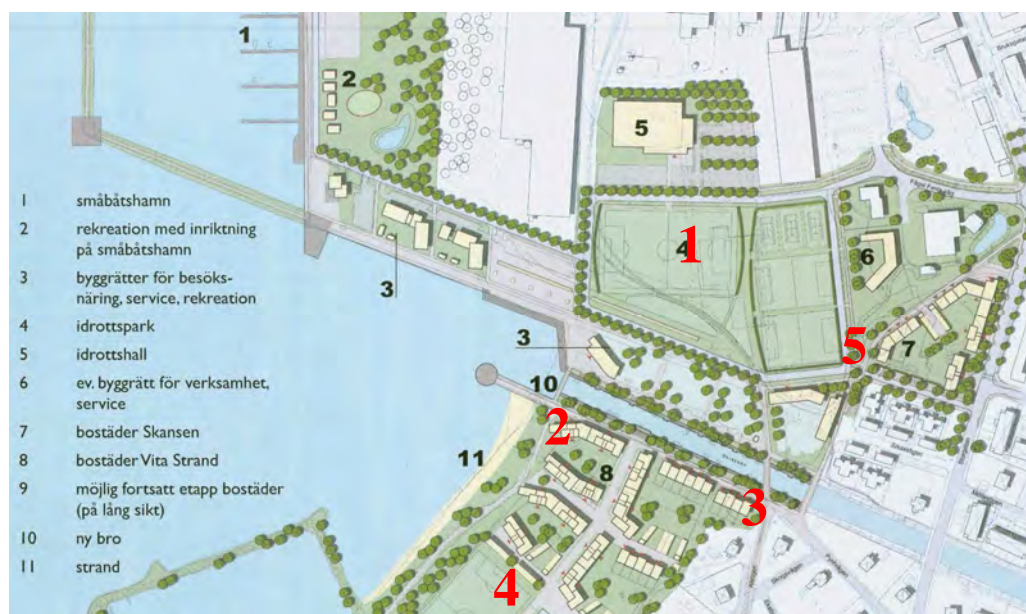 1
2
5
1 småbåtshamn
2 rekreation med inriktning
på småbåtshamn
3 byggrätter för besöks-
näring, service, rekreation
4 idrottspark
5 idrottshall
6 ev. byggrätt för verksamhet,
service
7 bostäder Skansen
8 bostäder Vita Strand
9 möjlig fortsatt etapp bostäder
(på lång sikt)
10 ny bro
11 strand
4
1
6
3
3
5
7
10
2
11
8
3
4